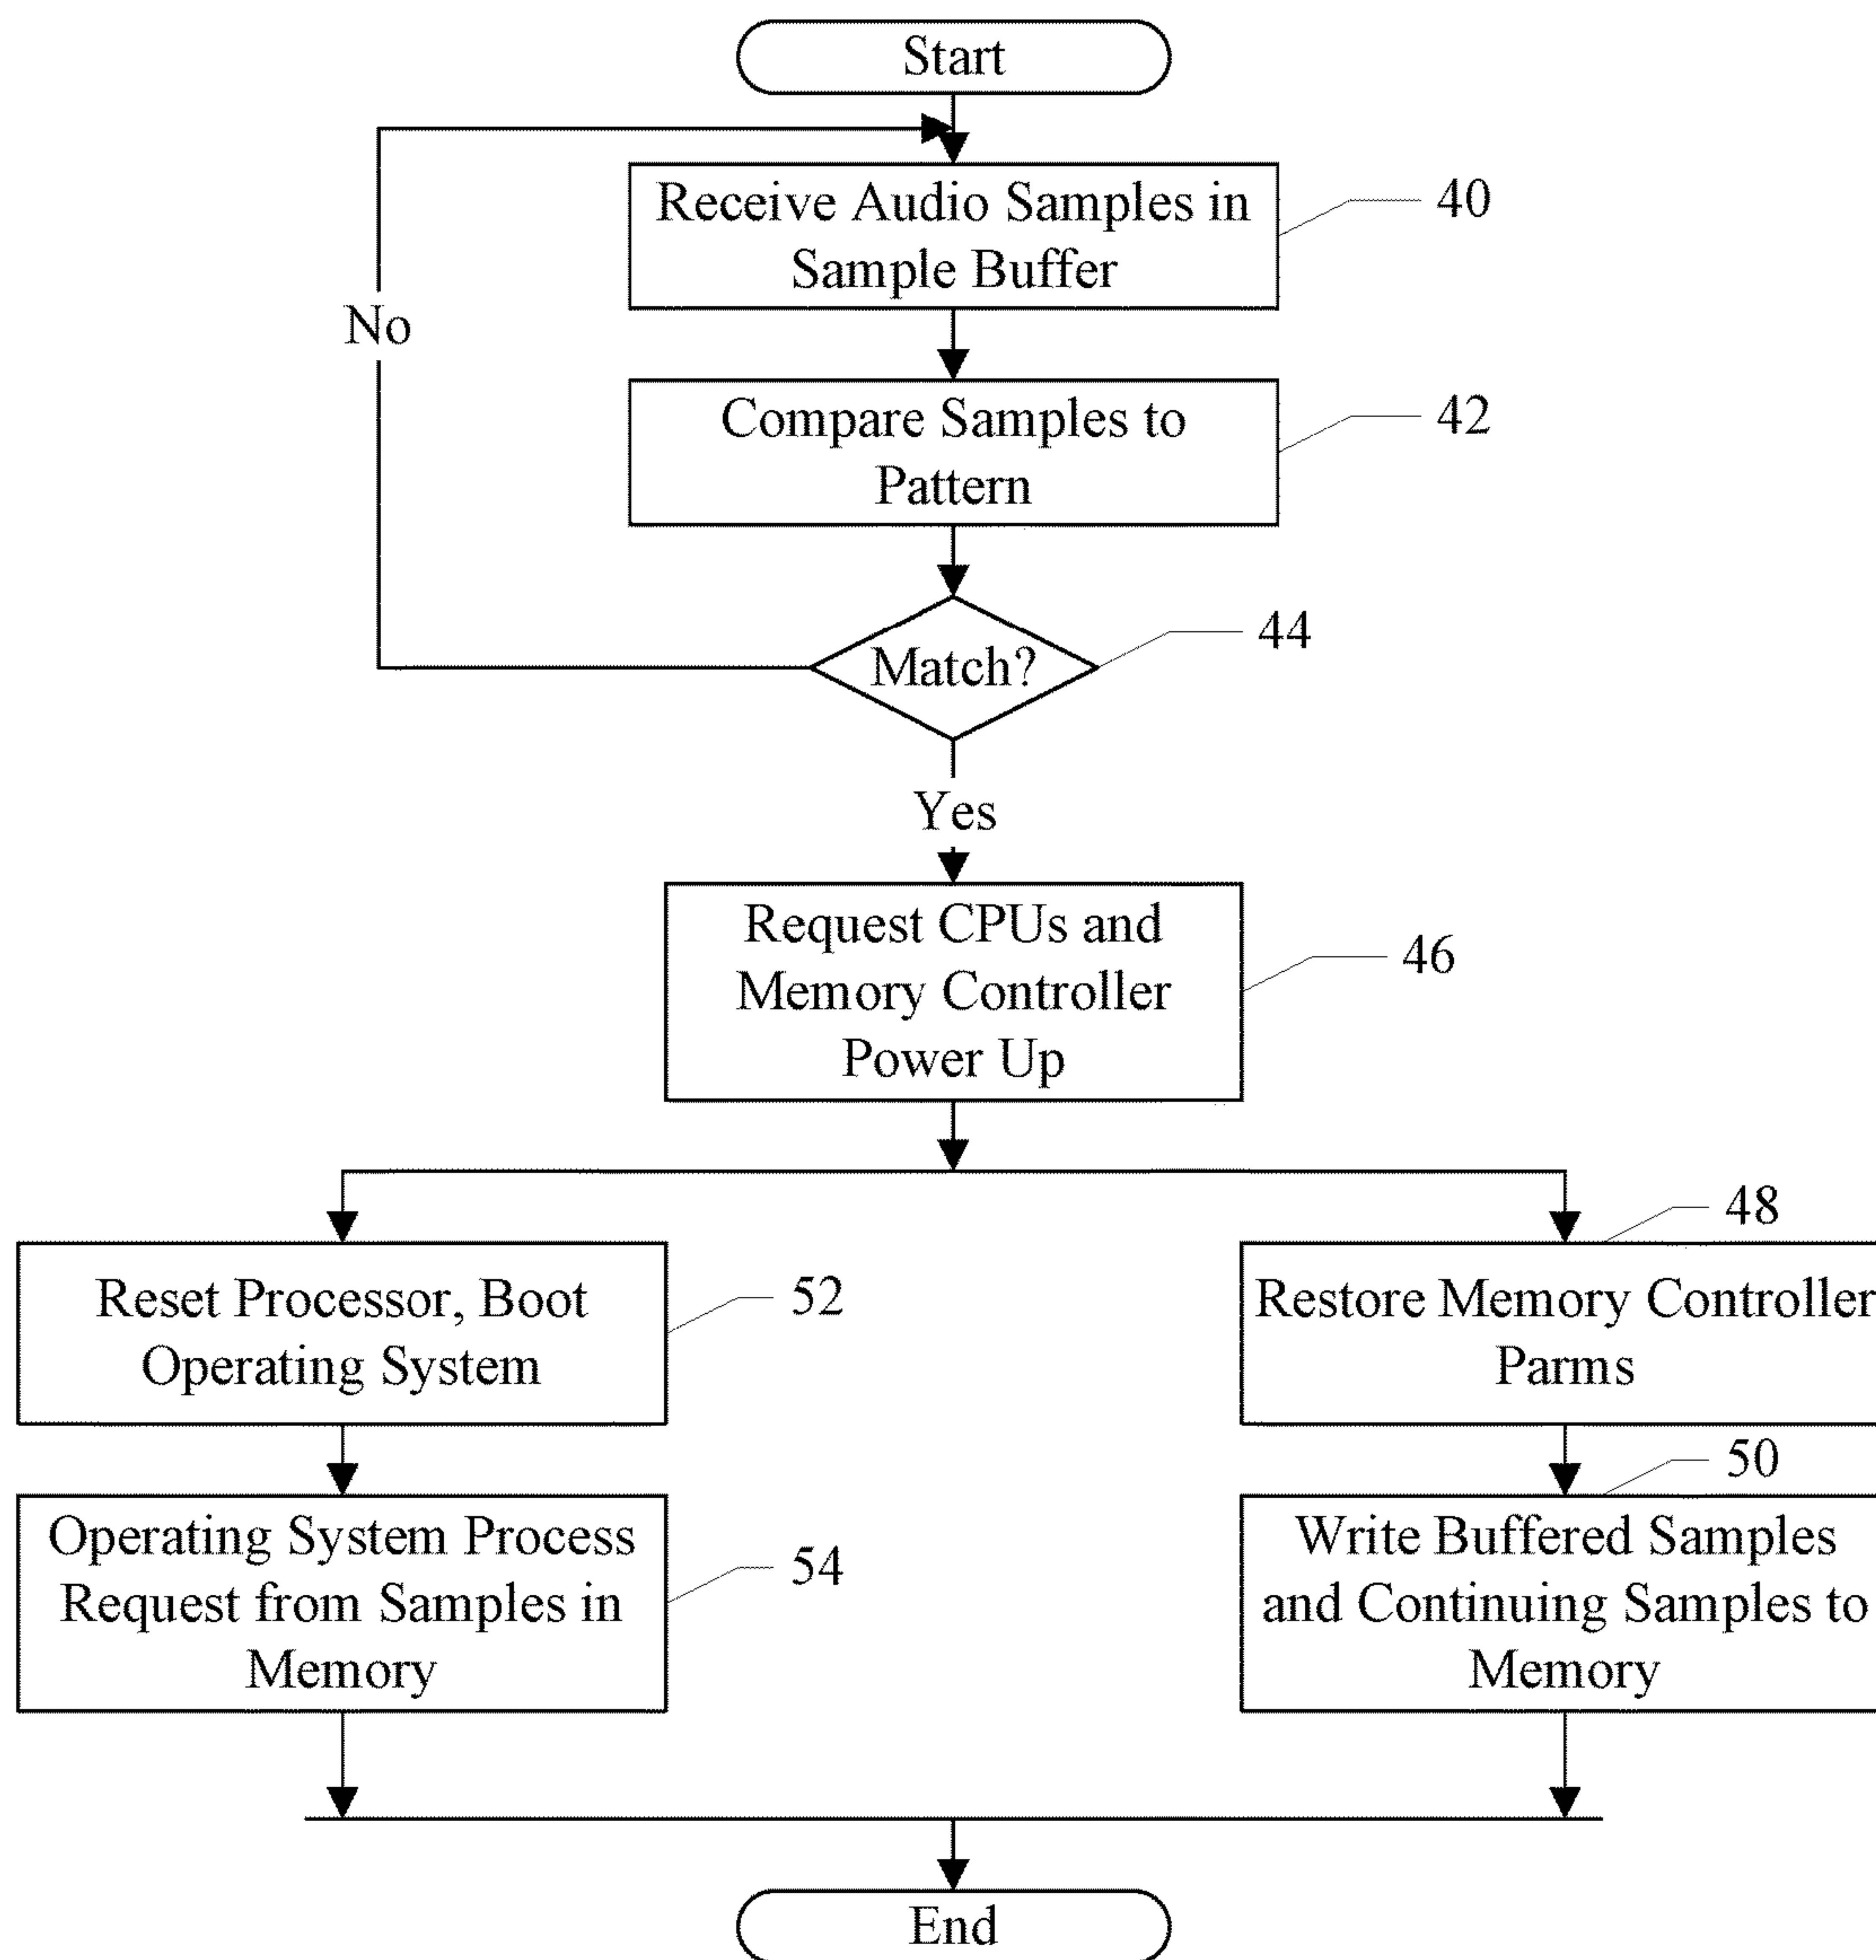 Start
Receive Audio Samples in
Sample Buffer
40
No
Compare Samples to
Pattern
42
Match?
44
Yes
Request CPUs and
Memory Controller
Power Up
46
Reset Processor, Boot
Operating System
52
48
Restore Memory Controller
Parms
Operating System Process
Request from Samples in
Memory
54
50
Write Buffered Samples
and Continuing Samples to
Memory
End